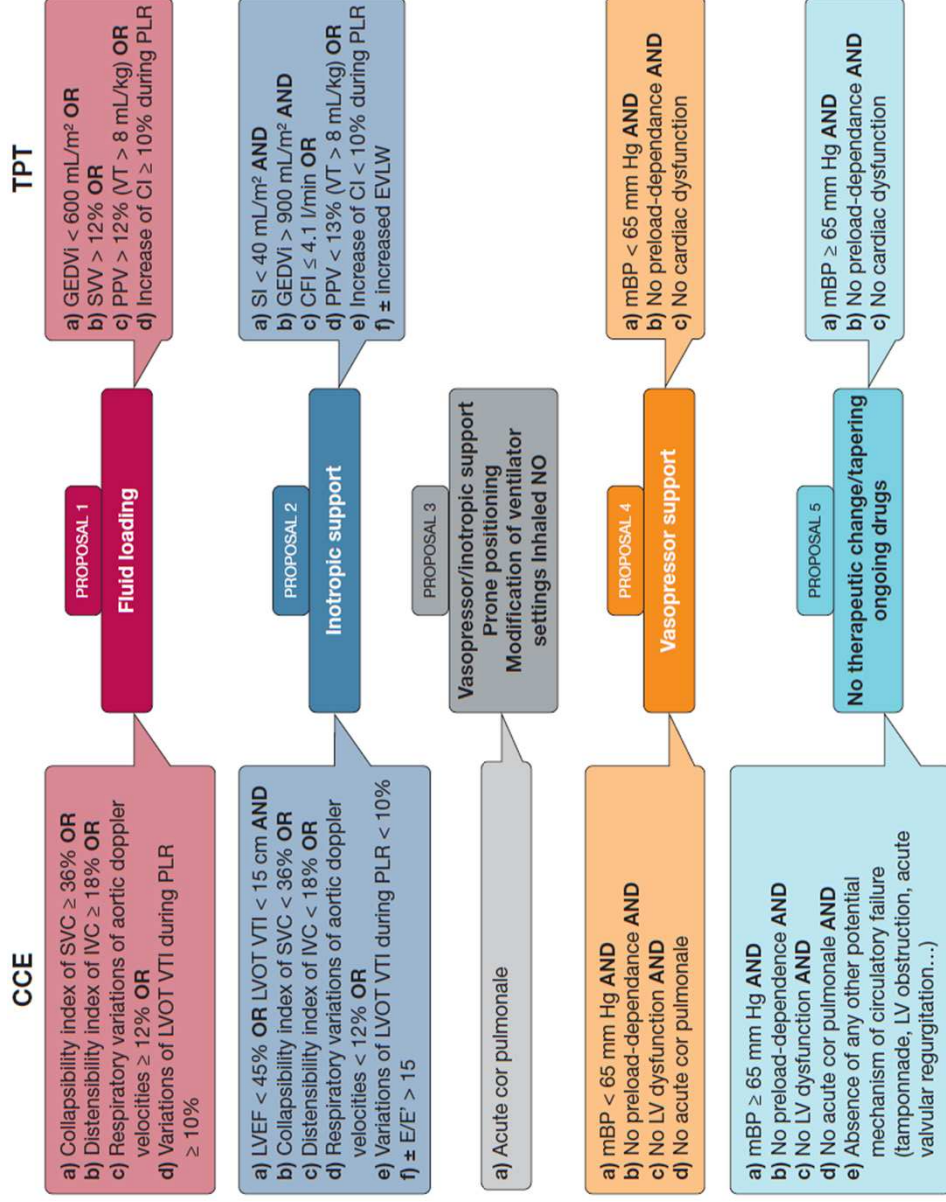 CCE
TPT
a) Collapsibility index of SVC ≥ 36% OR
b) Distensibility index of IVC ≥ 18% OR
c) Respiratory variations of aortic doppler
velocities ≥ 12% OR
d) Variations of LVOT VTI during PLR
≥ 10%
PROPOSAL 1
Fluid loading
a) GEDVi < 600 mL/m² OR
b) SVV > 12% OR
c) PPV > 12% (VT > 8 mL/kg) OR
d) Increase of CI ≥ 10% during PLR
a) LVEF < 45% OR LVOT VTI < 15 cm AND
b) Collapsibility index of SVC < 36% OR
c) Distensibility index of IVC < 18% OR
d) Respiratory variations of aortic doppler
velocities < 12% OR
e) Variations of LVOT VTI during PLR < 10%
f) ± E/E' > 15
PROPOSAL 2
Inotropic support
a) SI < 40 mL/m² AND
b) GEDVi > 900 mL/m² AND
c) CFI ≤ 4.1 l/min OR
d) PPV < 13% (VT > 8 mL/kg) OR
e) Increase of CI < 10% during PLR
f) ± increased EVLW
a) Acute cor pulmonale
PROPOSAL 3
Vasopressor/inotropic support
Prone positioning
Modification of ventilator
settings Inhaled NO
a) mBP < 65 mm Hg AND
b) No preload-dependance AND
c) No LV dysfunction AND
d) No acute cor pulmonale
PROPOSAL 4
Vasopressor support
a) mBP < 65 mm Hg AND
b) No preload-dependance AND
c) No cardiac dysfunction
a) mBP ≥ 65 mm Hg AND
b) No preload-dependence AND
c) No LV dysfunction AND
d) No acute cor pulmonale AND
e) Absence of any other potential
mechanism of circulatory failure
(tamponnade, LV obstruction, acute
valvular regurgitation...)
PROPOSAL 5
No therapeutic change/tapering
ongoing drugs
a) mBP ≥ 65 mm Hg AND
b) No preload-dependance AND
c) No cardiac dysfunction